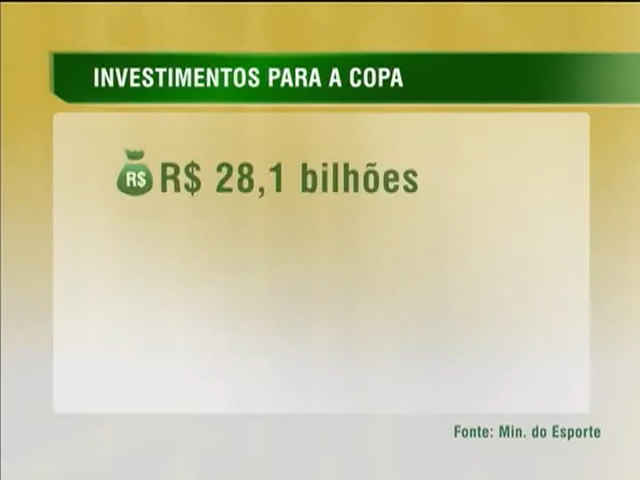 INVESTIMENTOS PARA A COPA
R$ R$ 28,1 bilhões
Fonte: Min. do Esporte